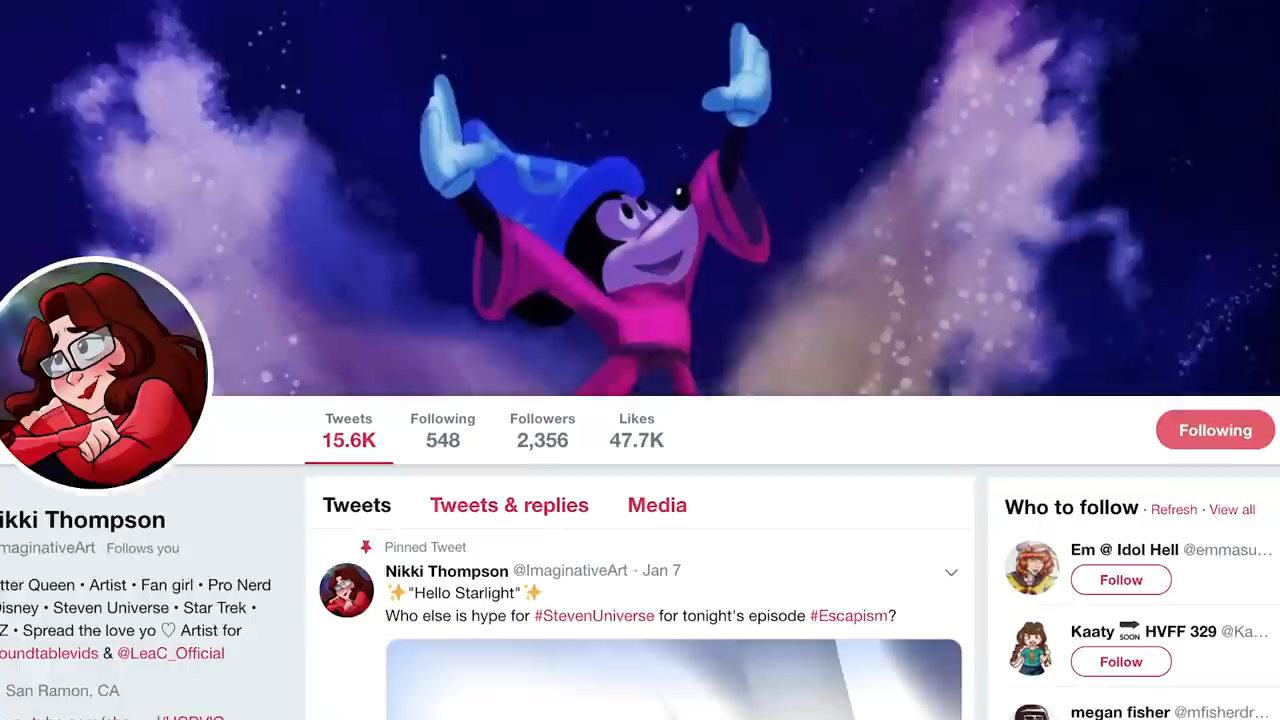 Tweets Following Followers Likes
15.6K 548 2,356 47.7K
Following
ikki Thompson
maginativeArt Follows you
tter Queen • Artist • Fan girl • Pro Nerd
isney • Steven Universe • Star Trek •
Z • Spread the love yo ♡ Artist for
oundtablevids & @LeaC_Official
San Ramon, CA
Tweets Tweets & replies Media
Pinned Tweet
Nikki Thompson @ImaginativeArt · Jan 7
✨"Hello Starlight"✨
Who else is hype for #StevenUniverse for tonight's episode #Escapism?
Who to follow · Refresh · View all
Em @ Idol Hell @emmasu...
Follow
Kaaty SOON HVFF 329 @Ka...
Follow
megan fisher @mfisherdr...